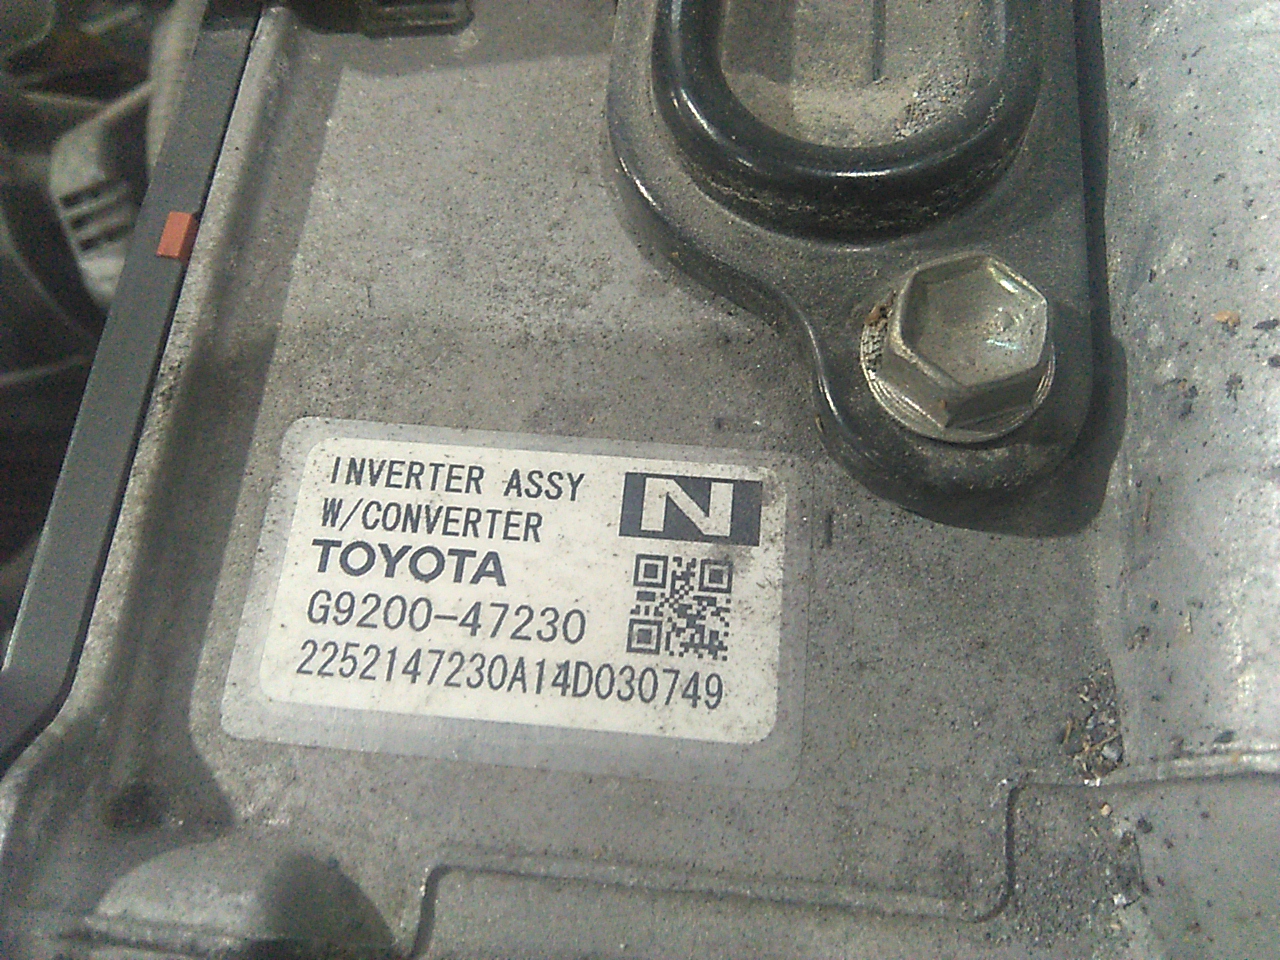 INVERTER ASSY
W/CONVERTER
N
TOYOTA
G9200-47230
2252147230A14D030749